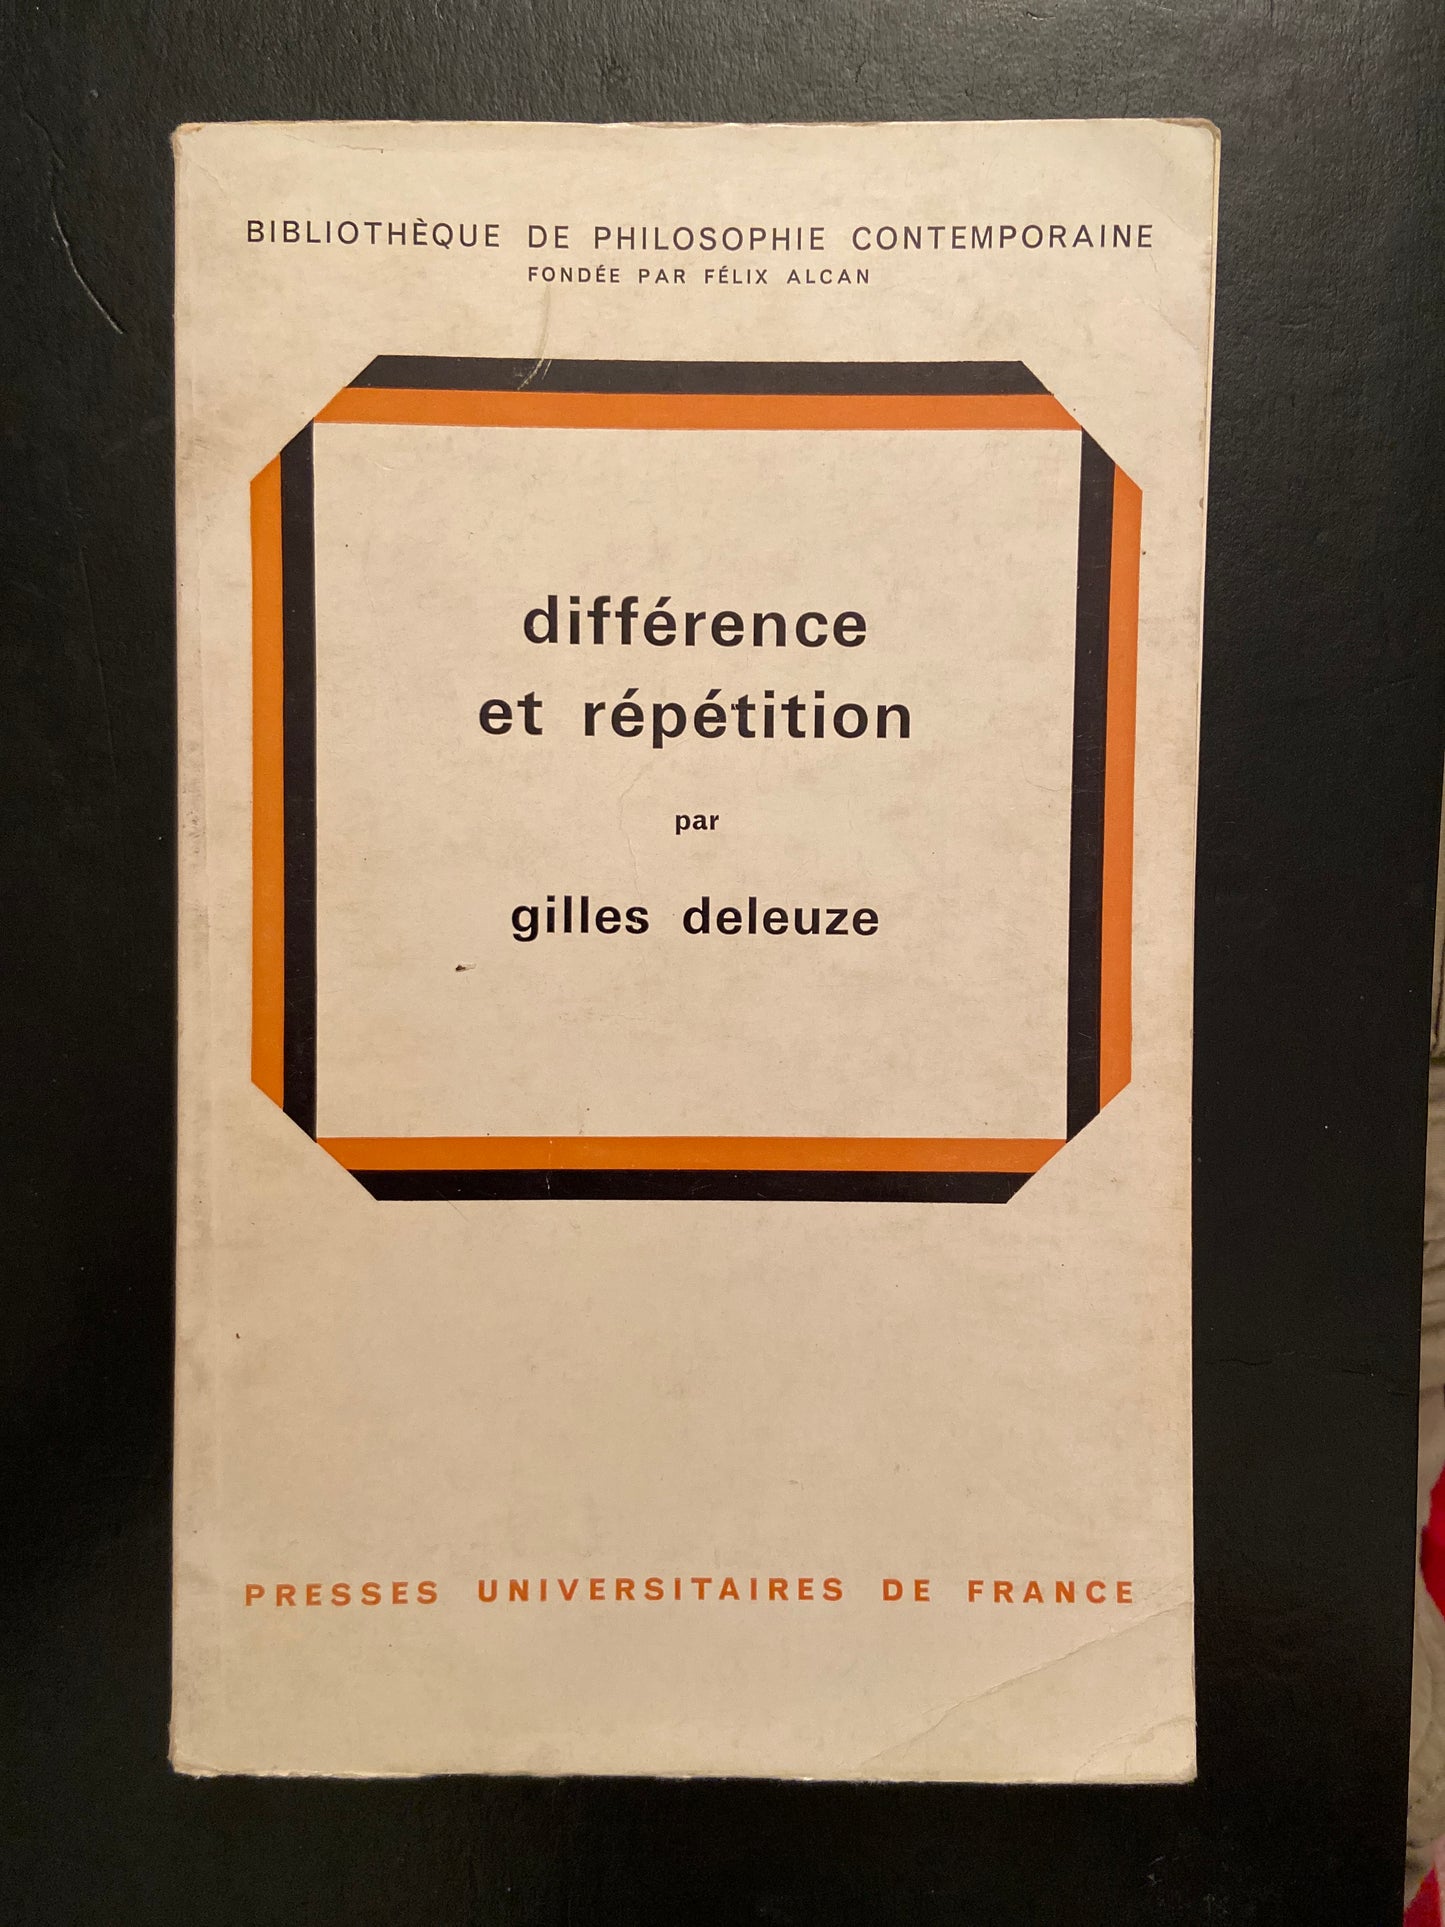 BIBLIOTHÈQUE DE PHILOSOPHIE CONTEMPORAINE
FONDÉE PAR FÉLIX ALCAN
différence
et répétition
par
gilles deleuze
PRESSES UNIVERSITAIRES DE FRANCE